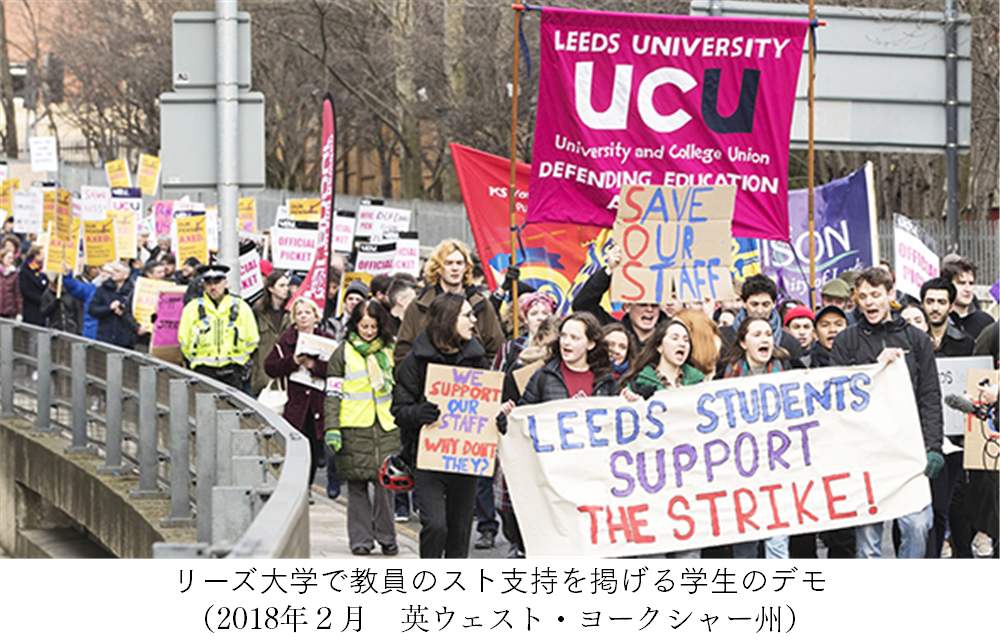 LEEDS UNIVERSITY
UCU
University and College Union
DEFENDING EDUCATION
SAVE
OUR
STAFF
SAVE
OFFICIAL
PICKET
OFFICIAL
PICKET
OFFICIAL
PICKET
UCU
WE
SUPPORT
OUR
STAFF
WHY DON'T
THEY?
LEEDS STUDENTS
SUPPORT
THE STRIKE!
リーズ大学で教員のスト支持を掲げる学生のデモ
（2018年２月　英ウェスト・ヨークシャー州）